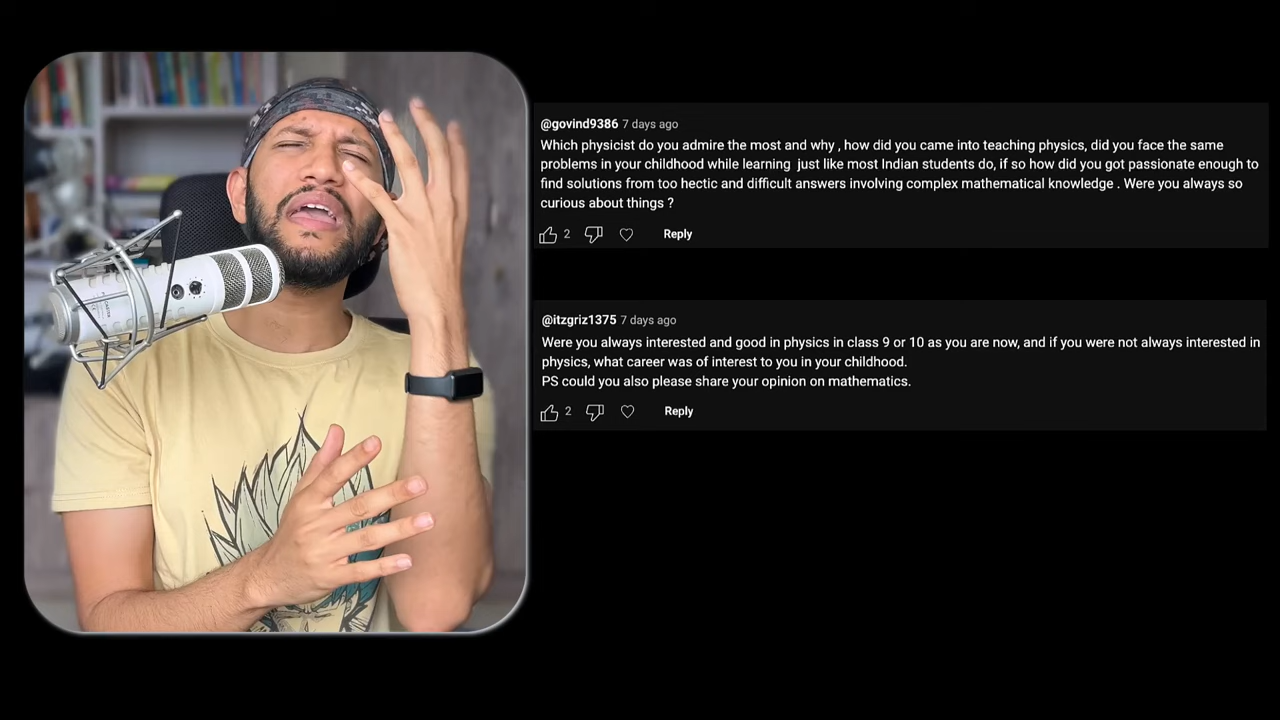 @govind9386 7 days ago
Which physicist do you admire the most and why , how did you came into teaching physics, did you face the same
problems in your childhood while learning just like most Indian students do, if so how did you got passionate enough to
find solutions from too hectic and difficult answers involving complex mathematical knowledge . Were you always so
curious about things ?
2 Reply
@itzgriz1375 7 days ago
Were you always interested and good in physics in class 9 or 10 as you are now, and if you were not always interested in
physics, what career was of interest to you in your childhood.
PS could you also please share your opinion on mathematics.
2 Reply